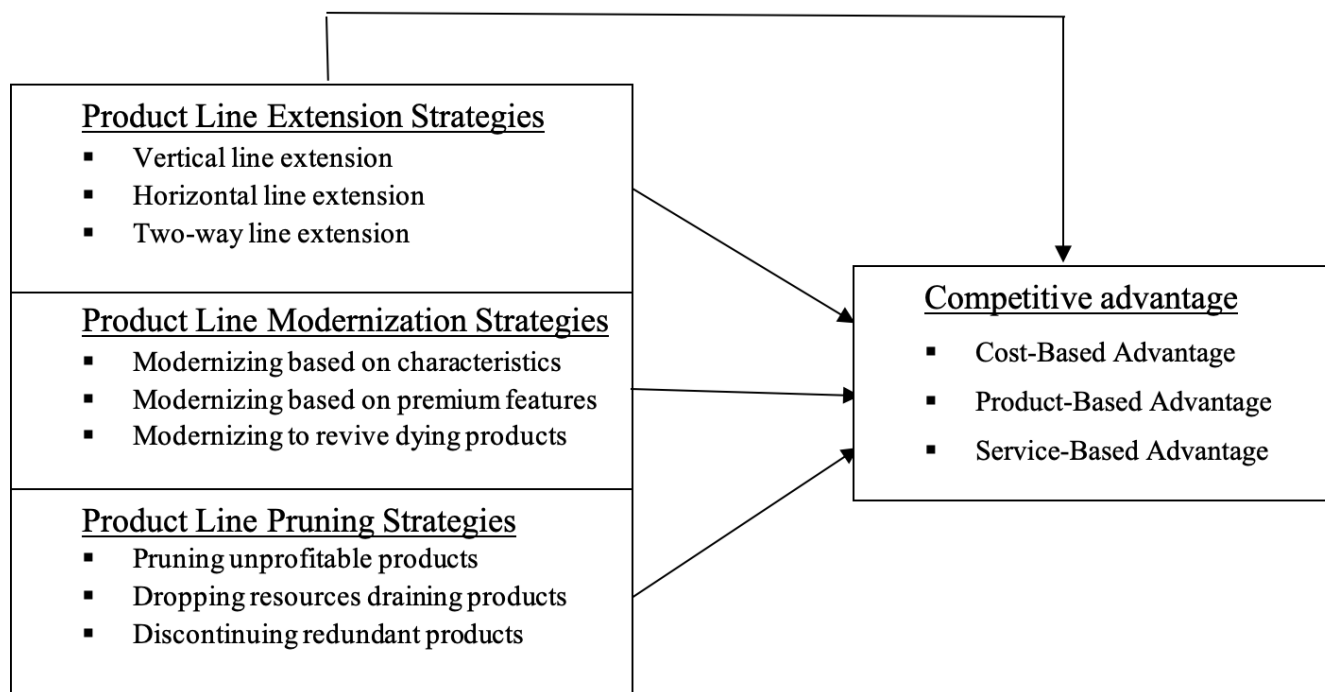 Product Line Extension Strategies
▪ Vertical line extension
▪ Horizontal line extension
▪ Two-way line extension
Product Line Modernization Strategies
▪ Modernizing based on characteristics
▪ Modernizing based on premium features
▪ Modernizing to revive dying products
Product Line Pruning Strategies
▪ Pruning unprofitable products
▪ Dropping resources draining products
▪ Discontinuing redundant products
Competitive advantage
▪ Cost-Based Advantage
▪ Product-Based Advantage
▪ Service-Based Advantage